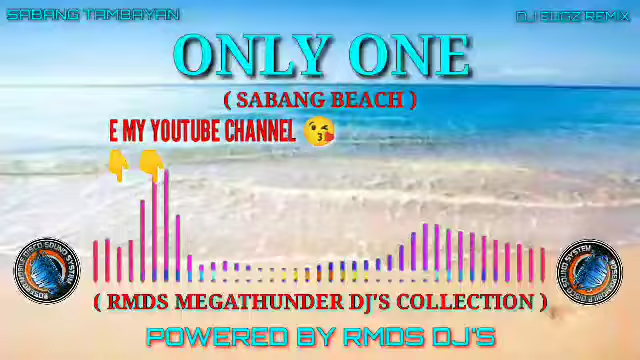 SABANG TAMBAYAN
DJ EUGZ REMIX
ONLY ONE
( SABANG BEACH )
E MY YOUTUBE CHANNEL 😘
👇 👇
( RMDS MEGATHUNDER DJ'S COLLECTION )
POWERED BY RMDS DJ"S